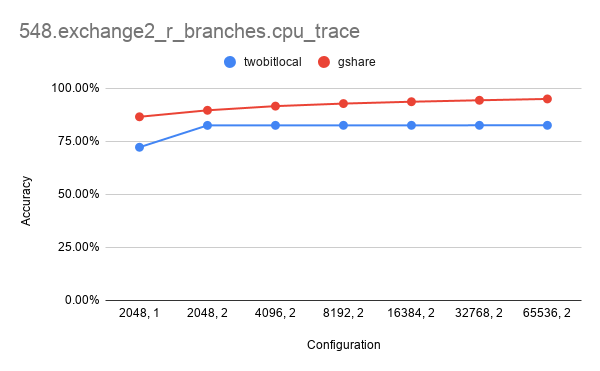 548.exchange2_r_branches.cpu_trace
twobitlocal gshare
100.00%
75.00%
50.00%
25.00%
0.00%
Accuracy
2048, 1 2048, 2 4096, 2 8192, 2 16384, 2 32768, 2 65536, 2
Configuration